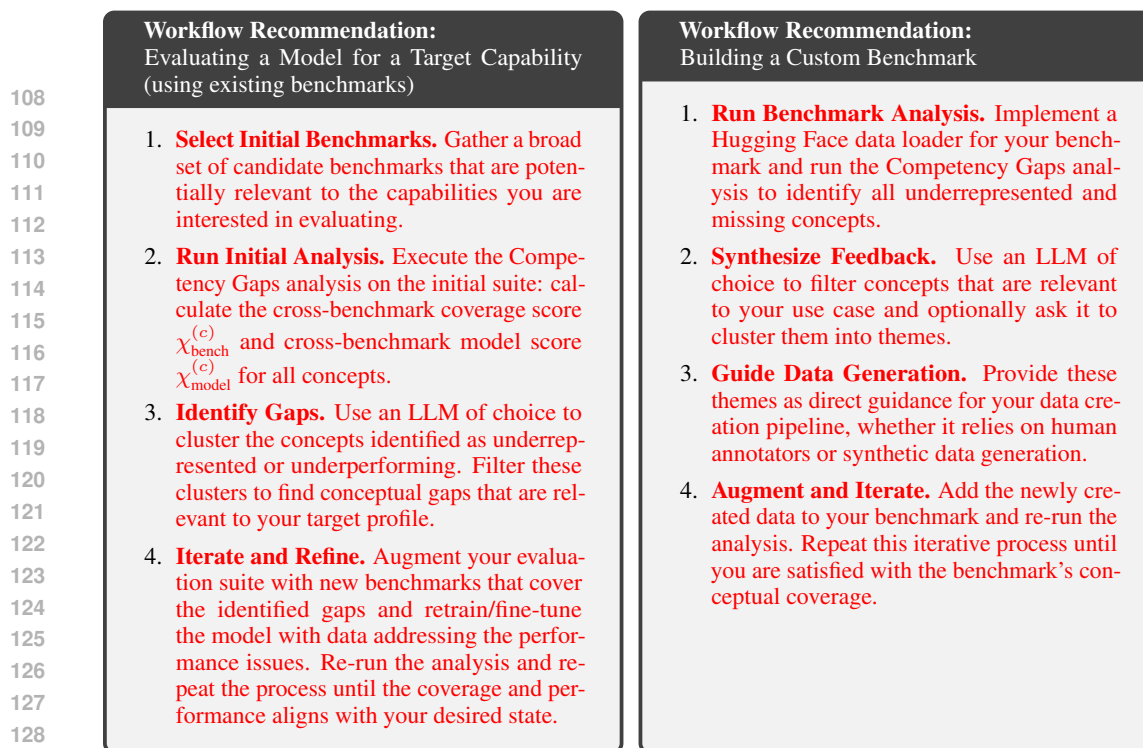 108
109
110
111
112
113
114
115
116
117
118
119
120
121
122
123
124
125
126
127
128
Workflow Recommendation:
Evaluating a Model for a Target Capability
(using existing benchmarks)
1. Select Initial Benchmarks. Gather a broad
set of candidate benchmarks that are poten-
tially relevant to the capabilities you are
interested in evaluating.
2. Run Initial Analysis. Execute the Compe-
tency Gaps analysis on the initial suite: cal-
culate the cross-benchmark coverage score
χ_bench^(c) and cross-benchmark model score
χ_model^(c) for all concepts.
3. Identify Gaps. Use an LLM of choice to
cluster the concepts identified as underrep-
resented or underperforming. Filter these
clusters to find conceptual gaps that are rel-
evant to your target profile.
4. Iterate and Refine. Augment your evalua-
tion suite with new benchmarks that cover
the identified gaps and retrain/fine-tune
the model with data addressing the perfor-
mance issues. Re-run the analysis and re-
peat the process until the coverage and per-
formance aligns with your desired state.
Workflow Recommendation:
Building a Custom Benchmark
1. Run Benchmark Analysis. Implement a
Hugging Face data loader for your bench-
mark and run the Competency Gaps anal-
ysis to identify all underrepresented and
missing concepts.
2. Synthesize Feedback. Use an LLM of
choice to filter concepts that are relevant
to your use case and optionally ask it to
cluster them into themes.
3. Guide Data Generation. Provide these
themes as direct guidance for your data cre-
ation pipeline, whether it relies on human
annotators or synthetic data generation.
4. Augment and Iterate. Add the newly cre-
ated data to your benchmark and re-run the
analysis. Repeat this iterative process until
you are satisfied with the benchmark's con-
ceptual coverage.